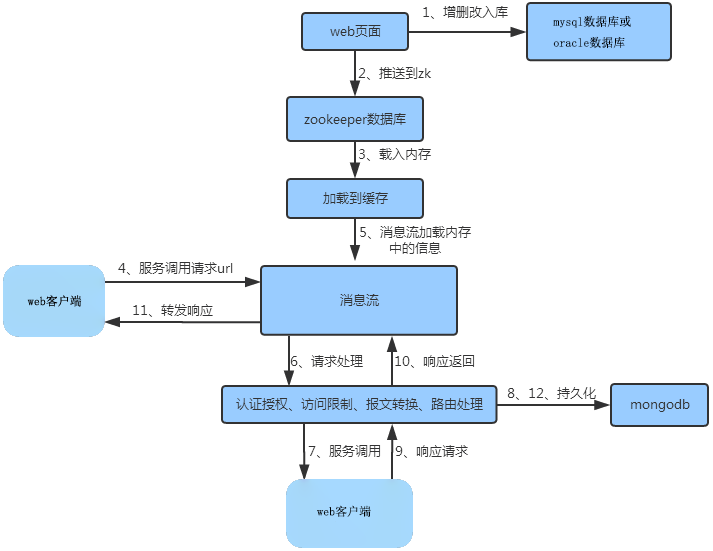 1、增删改入库
web页面
mysql数据库或
oracle数据库
2、推送到zk
zookeeper数据库
3、载入内存
加载到缓存
5、消息流加载内存
中的信息
4、服务调用请求url
web客户端
消息流
11、转发响应
6、请求处理
10、响应返回
认证授权、访问限制、报文转换、路由处理
8、12、持久化
mongodb
7、服务调用
9、响应请求
web客户端